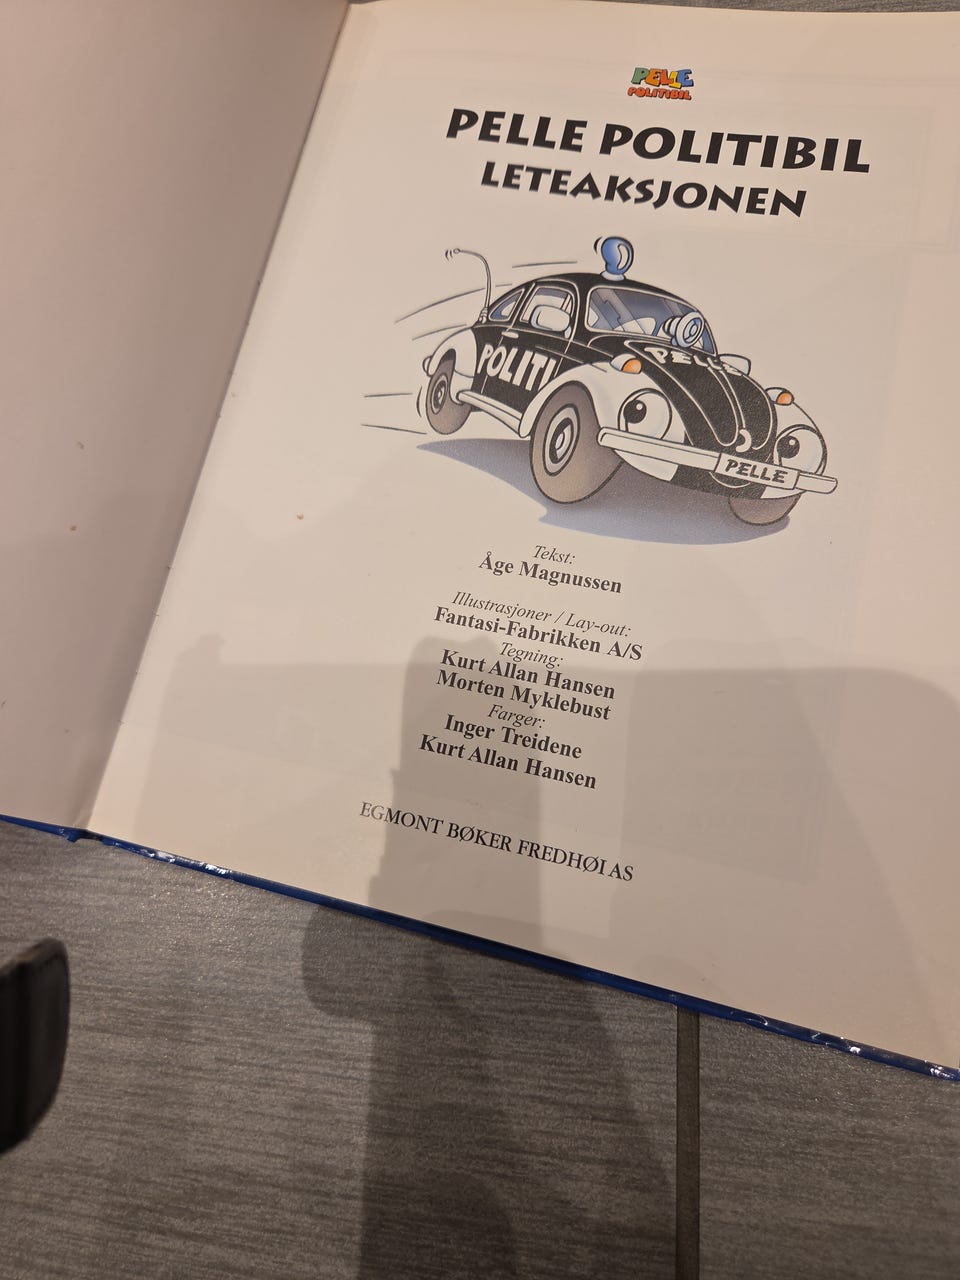 PELLE
POLITIBIL
PELLE POLITIBIL
LETEAKSJONEN
POLITI
PELLE
PELLE
Tekst:
Åge Magnussen
Illustrasjoner / Lay-out:
Fantasi-Fabrikken A/S
Tegning:
Kurt Allan Hansen
Morten Myklebust
Farger:
Inger Treidene
Kurt Allan Hansen
EGMONT BØKER FREDHØI AS